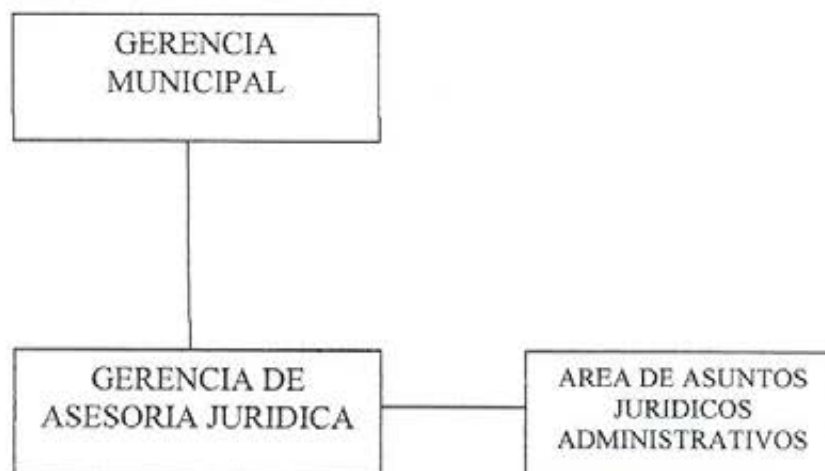 GERENCIA
MUNICIPAL
GERENCIA DE
ASESORIA JURIDICA
AREA DE ASUNTOS
JURIDICOS
ADMINISTRATIVOS